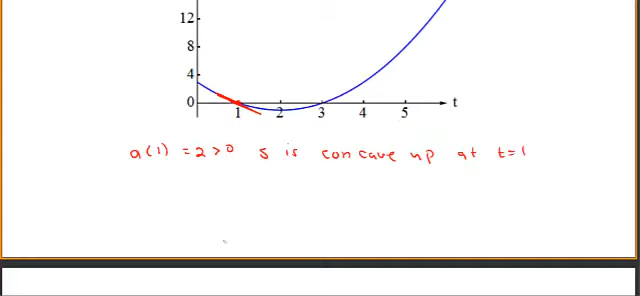 12
8
4
0
1 2 3 4 5 t
a(1) = 2 > 0 s is concave up at t = 1